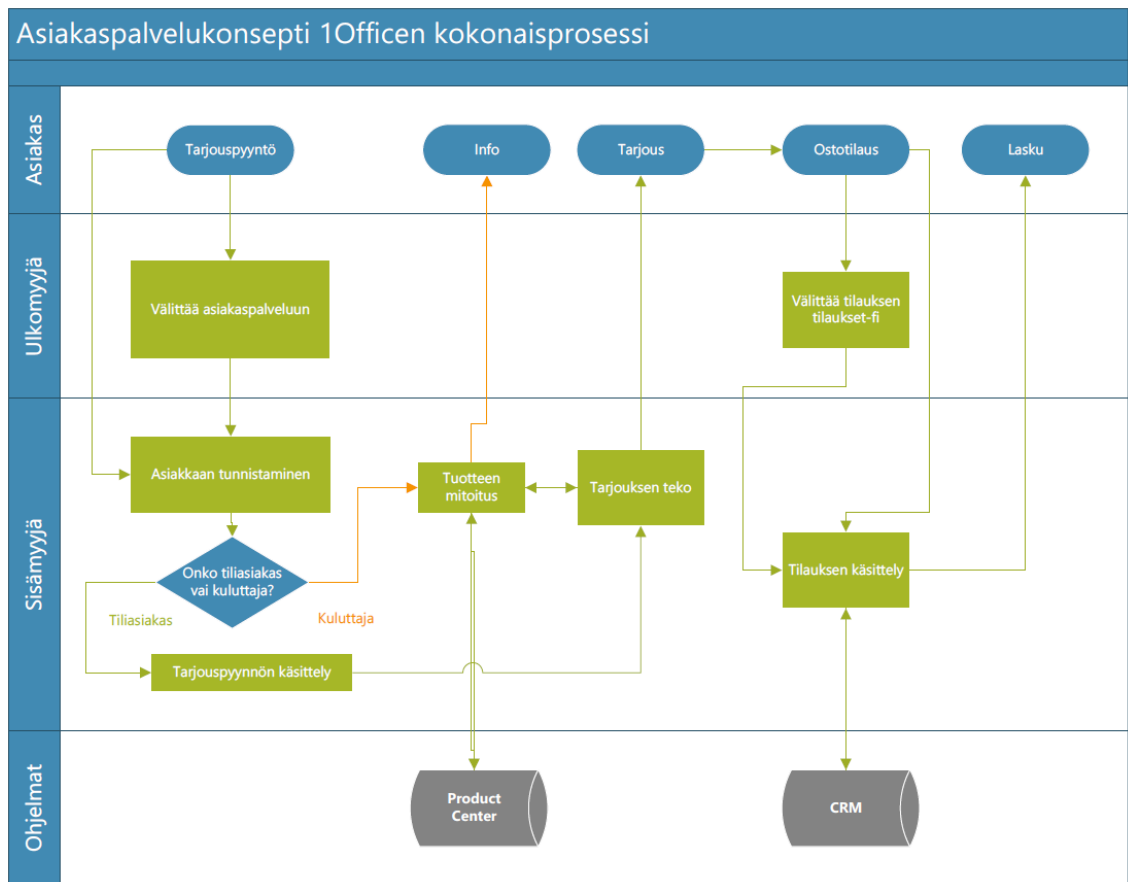 Asiakaspalvelukonsepti 1Officen kokonaisprosessi
Asiakas
Tarjouspyyntö
Info
Tarjous
Ostotilaus
Lasku
Ulkomyyjä
Välittää asiakaspalveluun
Välittää tilauksen
tilaukset-fi
Sisämyyjä
Asiakkaan tunnistaminen
Tuotteen
mitoitus
Tarjouksen teko
Onko tiliasiakas
vai kuluttaja?
Tilauksen käsittely
Tiliasiakas
Kuluttaja
Tarjouspyynnön käsittely
Ohjelmat
Product
Center
CRM